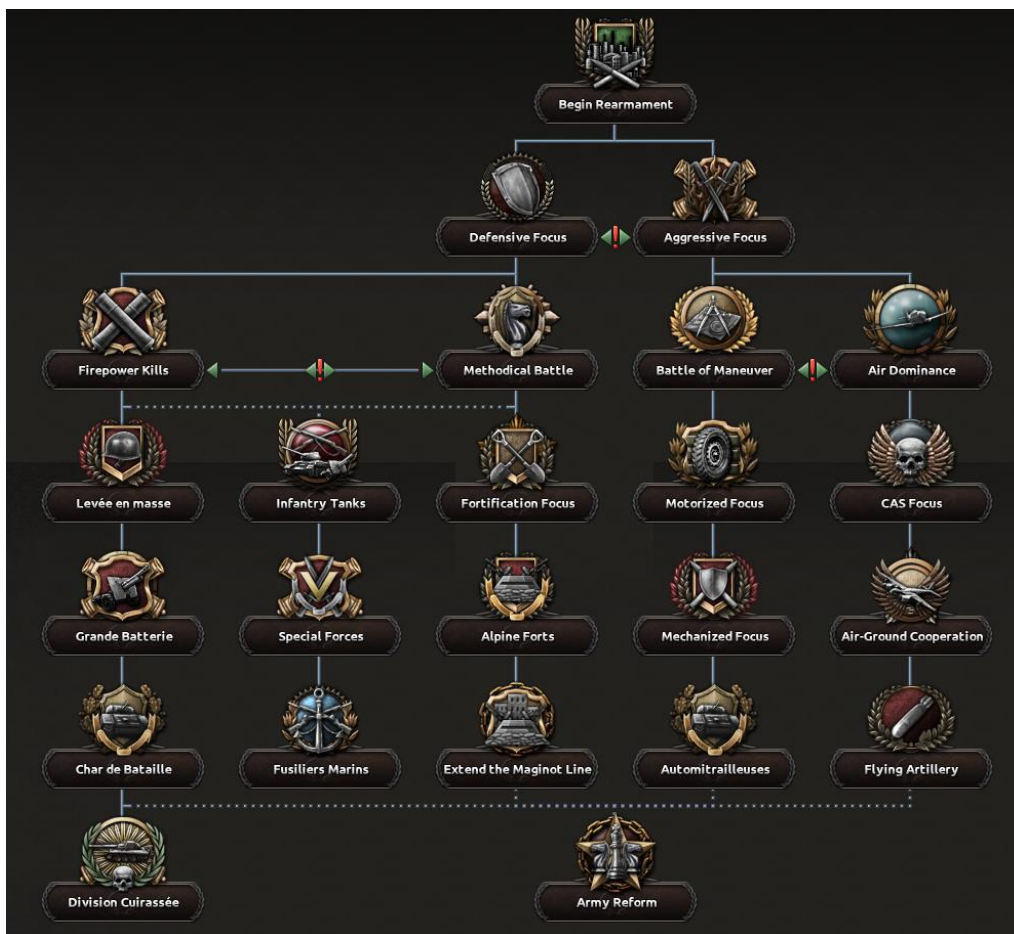 Begin Rearmament
Defensive Focus
Aggressive Focus
Firepower Kills
Methodical Battle
Battle of Maneuver
Air Dominance
Levée en masse
Infantry Tanks
Fortification Focus
Motorized Focus
CAS Focus
Grande Batterie
Special Forces
Alpine Forts
Mechanized Focus
Air-Ground Cooperation
Char de Bataille
Fusiliers Marins
Extend the Maginot Line
Automitrailleuses
Flying Artillery
Division Cuirassée
Army Reform